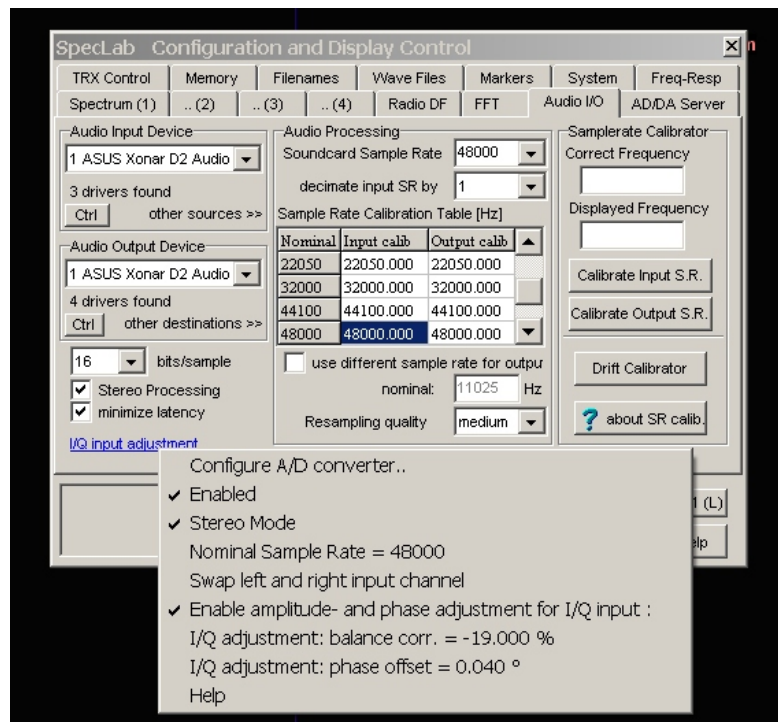 SpecLab Configuration and Display Control
n
TRX Control Memory Filenames Wave Files Markers System Freq-Resp
Spectrum (1) .. (2) .. (3) .. (4) Radio DF FFT Audio I/O AD/DA Server
Audio Input Device
1 ASUS Xonar D2 Audio
3 drivers found
Ctrl other sources >>
Audio Output Device
1 ASUS Xonar D2 Audio
4 drivers found
Ctrl other destinations >>
16 bits/sample
Stereo Processing
minimize latency
I/Q input adjustment
Audio Processing
Soundcard Sample Rate 48000
decimate input SR by 1
Sample Rate Calibration Table [Hz]
Nominal Input calib Output calib
22050 22050.000 22050.000
32000 32000.000 32000.000
44100 44100.000 44100.000
48000 48000.000 48000.000
use different sample rate for outpu
nominal: 11025 Hz
Resampling quality medium
Samplerate Calibrator
Correct Frequency
Displayed Frequency
Calibrate Input S.R.
Calibrate Output S.R.
Drift Calibrator
? about SR calib.
1 (L)
elp
Configure A/D converter..
Enabled
Stereo Mode
Nominal Sample Rate = 48000
Swap left and right input channel
Enable amplitude- and phase adjustment for I/Q input :
I/Q adjustment: balance corr. = -19.000 %
I/Q adjustment: phase offset = 0.040 °
Help